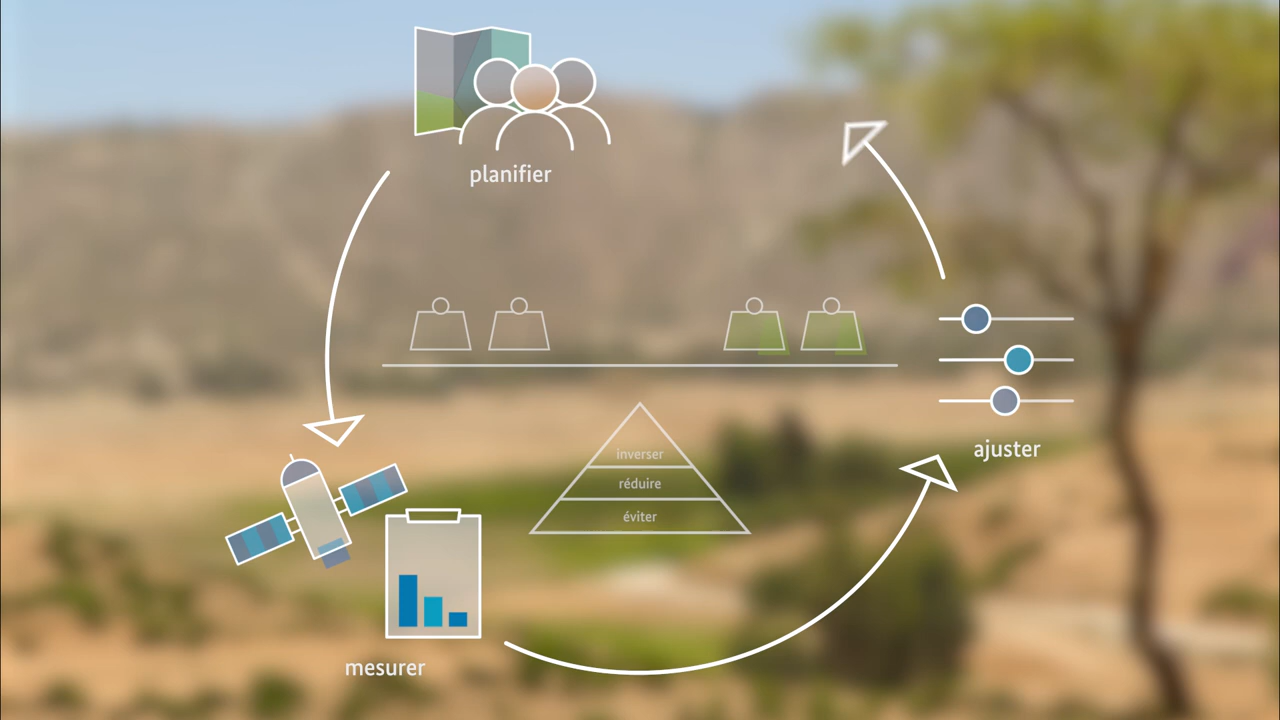 planifier
ajuster
inverser
réduire
éviter
mesurer